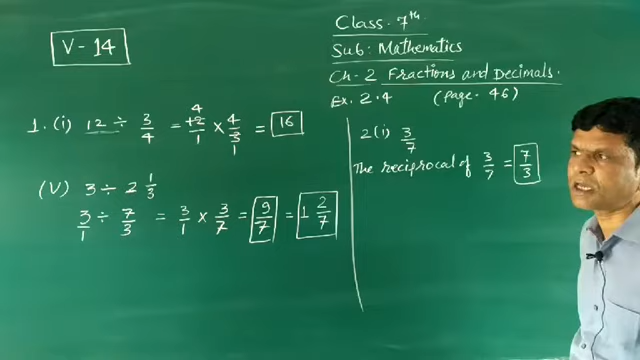 V - 14
Class - 7th.
Sub: Mathematics
Ch-2 Fractions and Decimals.
Ex. 2.4 (Page - 46)
1. (i) 12 ÷ 3/4 = 4 12/1 × 4/3 1 = 16
(V) 3 ÷ 2 1/3
3/1 ÷ 7/3 = 3/1 × 3/7 = 9/7 = 1 2/7
2(i) 3/7
The reciprocal of 3/7 = 7/3